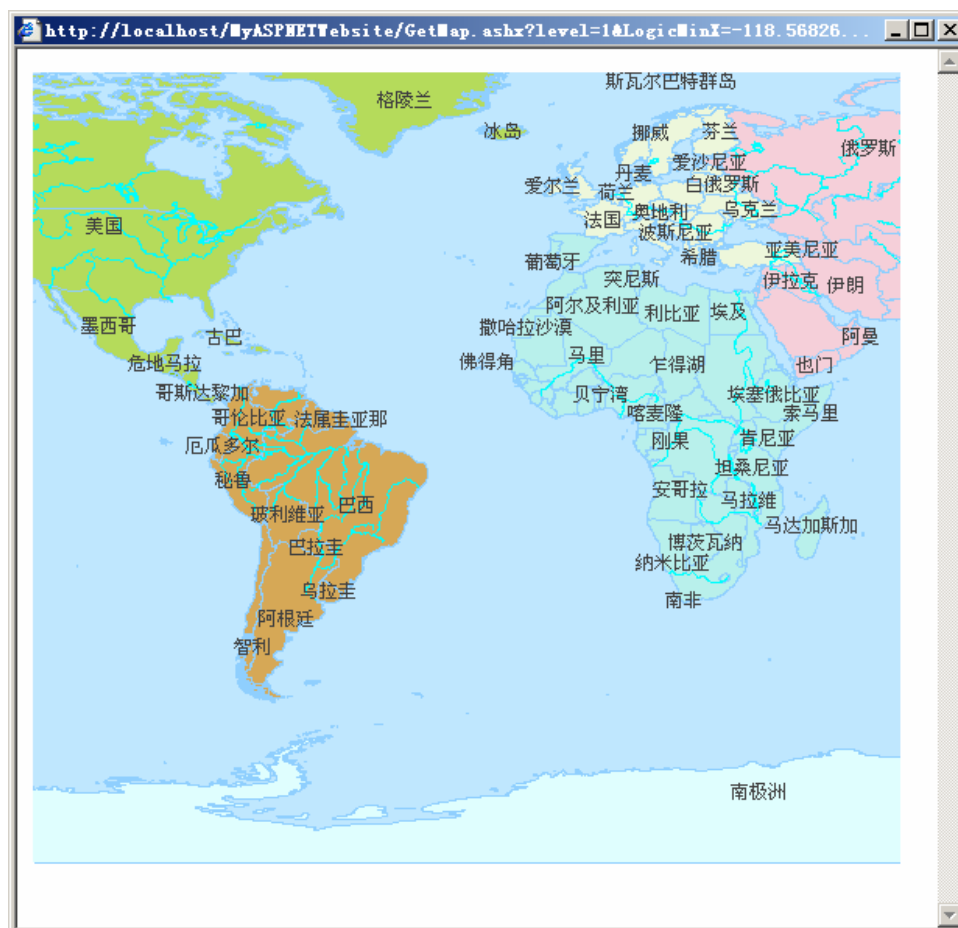 http://localhost/MyASPNETWebsite/GetMap.ashx?level=1&LogicMinX=-118.56826...
斯瓦尔巴特群岛
格陵兰
冰岛
挪威
芬兰
俄罗斯
爱沙尼亚
丹麦
爱尔兰
荷兰
白俄罗斯
法国
奥地利
乌克兰
美国
波斯尼亚
希腊
亚美尼亚
葡萄牙
突尼斯
伊拉克
伊朗
阿尔及利亚
利比亚
埃及
墨西哥
古巴
撒哈拉沙漠
阿曼
危地马拉
佛得角
马里
乍得湖
也门
哥斯达黎加
贝宁湾
埃塞俄比亚
哥伦比亚
法属圭亚那
喀麦隆
索马里
厄瓜多尔
刚果
肯尼亚
秘鲁
坦桑尼亚
安哥拉
玻利维亚
巴西
马拉维
马达加斯加
巴拉圭
博茨瓦纳
纳米比亚
乌拉圭
南非
阿根廷
智利
南极洲